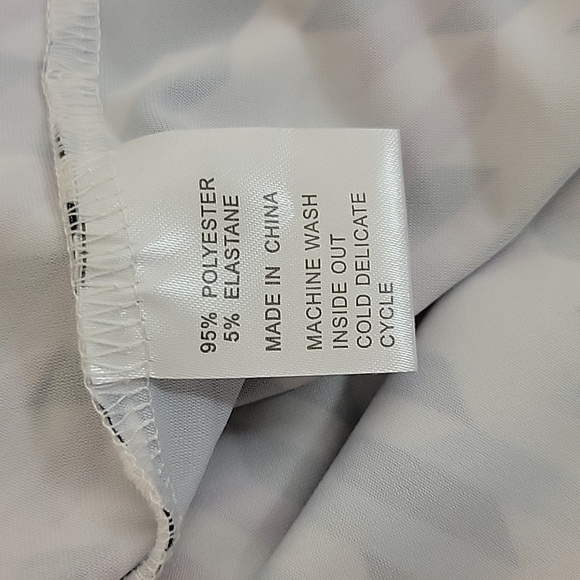 95% POLYESTER
5% ELASTANE
MADE IN CHINA
MACHINE WASH
INSIDE OUT
COLD DELICATE
CYCLE